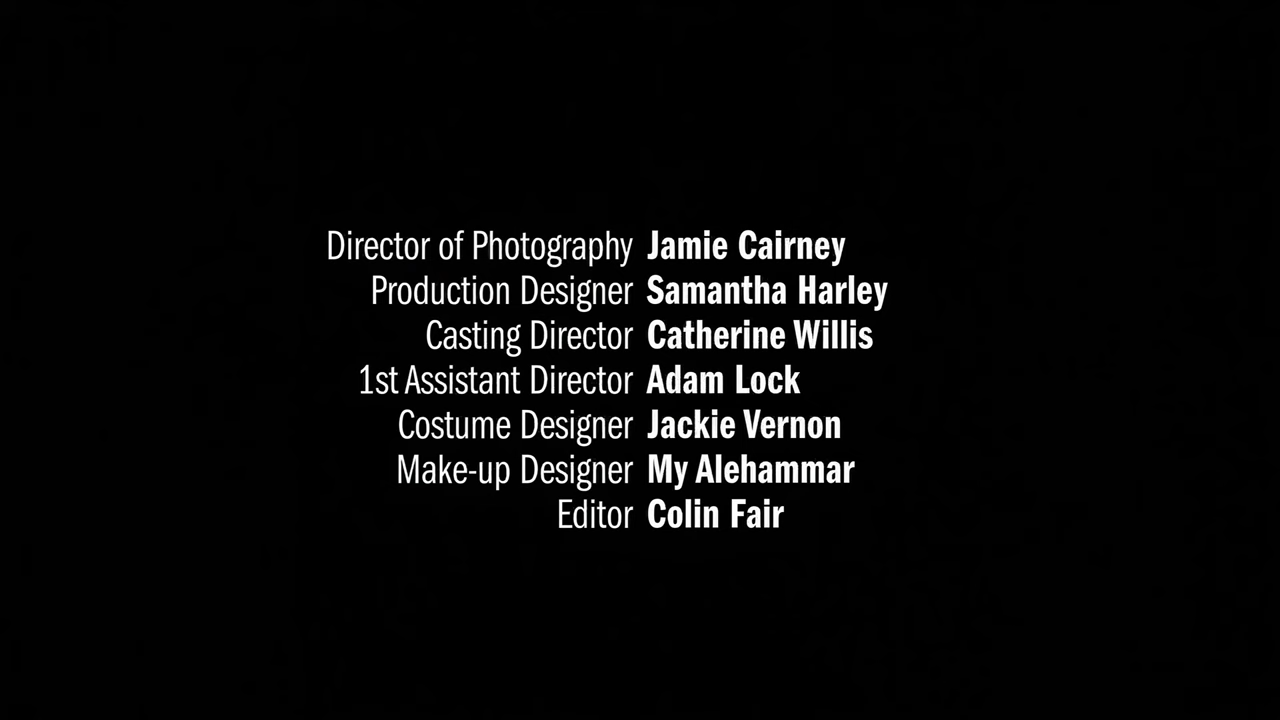 Director of Photography Jamie Cairney
Production Designer Samantha Harley
Casting Director Catherine Willis
1st Assistant Director Adam Lock
Costume Designer Jackie Vernon
Make-up Designer My Alehammar
Editor Colin Fair